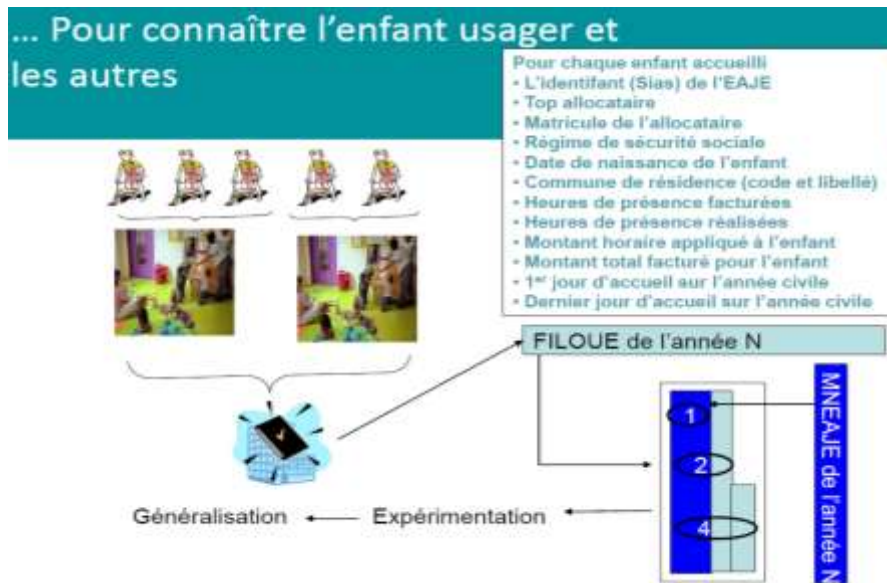 ... Pour connaître l'enfant usager et
les autres
Pour chaque enfant accueilli
• L'identifant (Sias) de l'EAJE
• Top allocataire
• Matricule de l'allocataire
• Régime de sécurité sociale
• Date de naissance de l'enfant
• Commune de résidence (code et libellé)
• Heures de présence facturées
• Heures de présence réalisées
• Montant horaire appliqué à l'enfant
• Montant total facturé pour l'enfant
• 1er jour d'accueil sur l'année civile
• Dernier jour d'accueil sur l'année civile
FILOUE de l'année N
MNEAJE de l'année N
1
2
4
Généralisation
Expérimentation